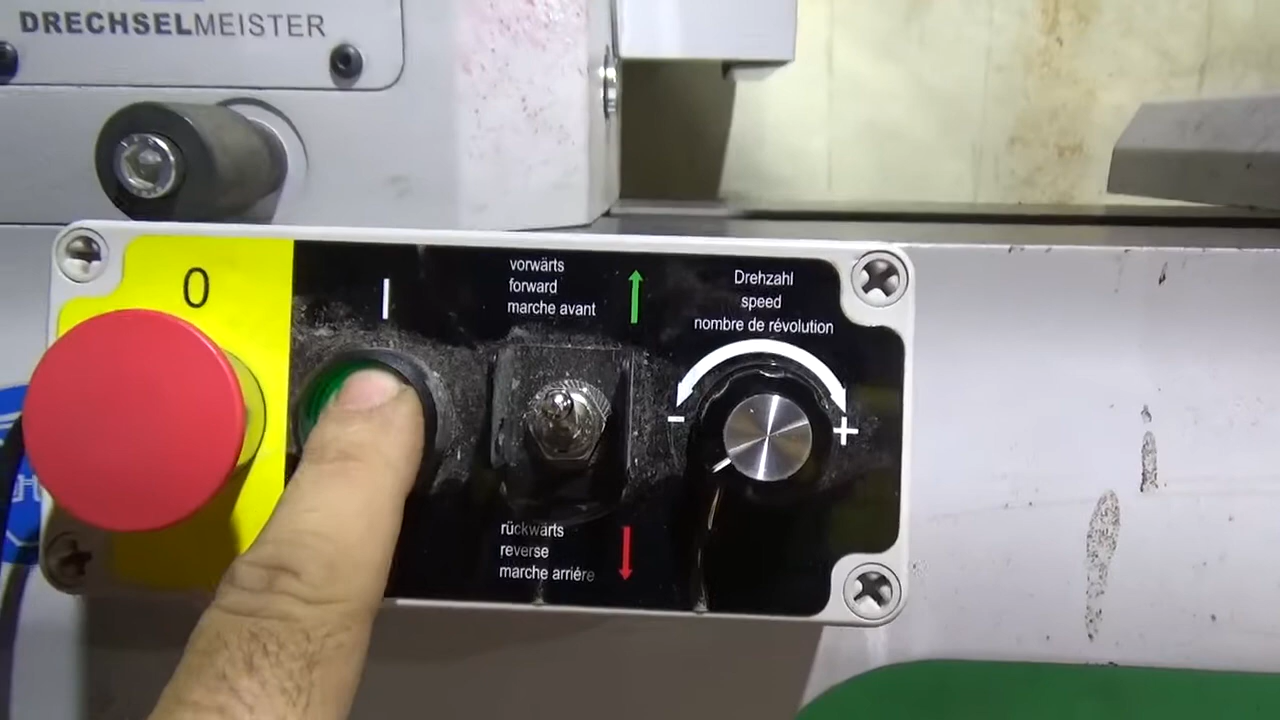 DRECHSELMEISTER
0
I
vorwärts
forward
marche avant
Drehzahl
speed
nombre de révolution
-
+
rückwärts
reverse
marche arriére